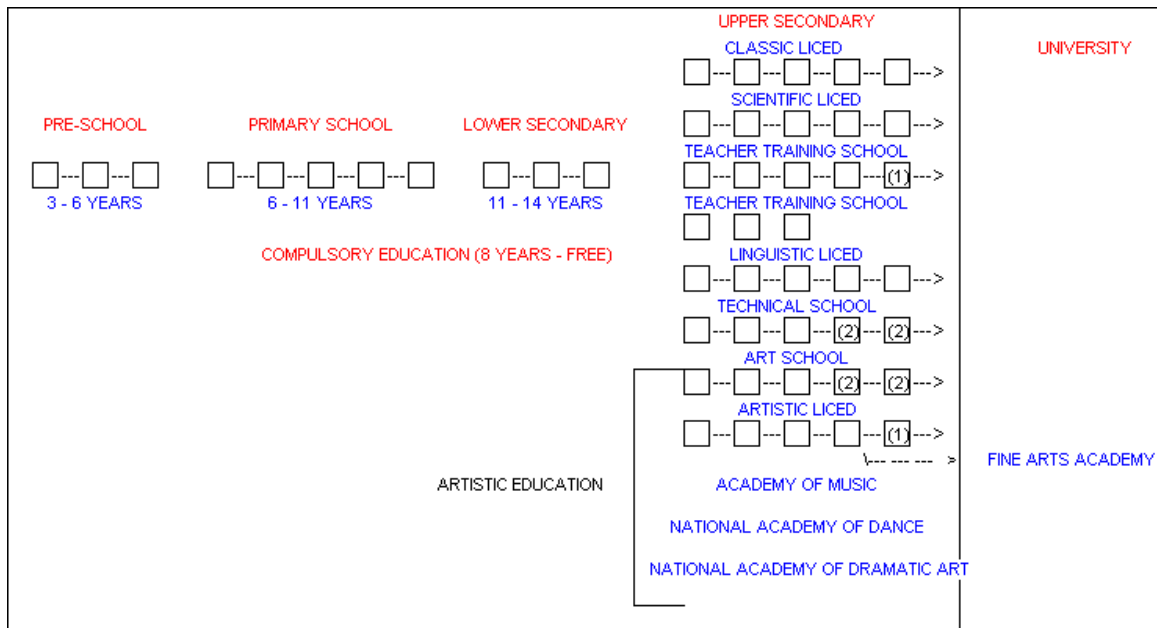 UPPER SECONDARY
CLASSIC LICED
UNIVERSITY
--- --- --- --- --->
SCIENTIFIC LICED
PRE-SCHOOL PRIMARY SCHOOL LOWER SECONDARY
--- --- --- --- --->
TEACHER TRAINING SCHOOL
--- --- --- --- --- --- --- --- --- --- --- --- (1) --->
3 - 6 YEARS 6 - 11 YEARS 11 - 14 YEARS
TEACHER TRAINING SCHOOL
COMPULSORY EDUCATION (8 YEARS - FREE)
LINGUISTIC LICED
--- --- --- --- --->
TECHNICAL SCHOOL
--- --- --- (2) --- (2) --->
ART SCHOOL
--- --- --- (2) --- (2) --->
ARTISTIC LICED
--- --- --- --- (1) --->
\--- --- --- > FINE ARTS ACADEMY
ARTISTIC EDUCATION
ACADEMY OF MUSIC
NATIONAL ACADEMY OF DANCE
NATIONAL ACADEMY OF DRAMATIC ART